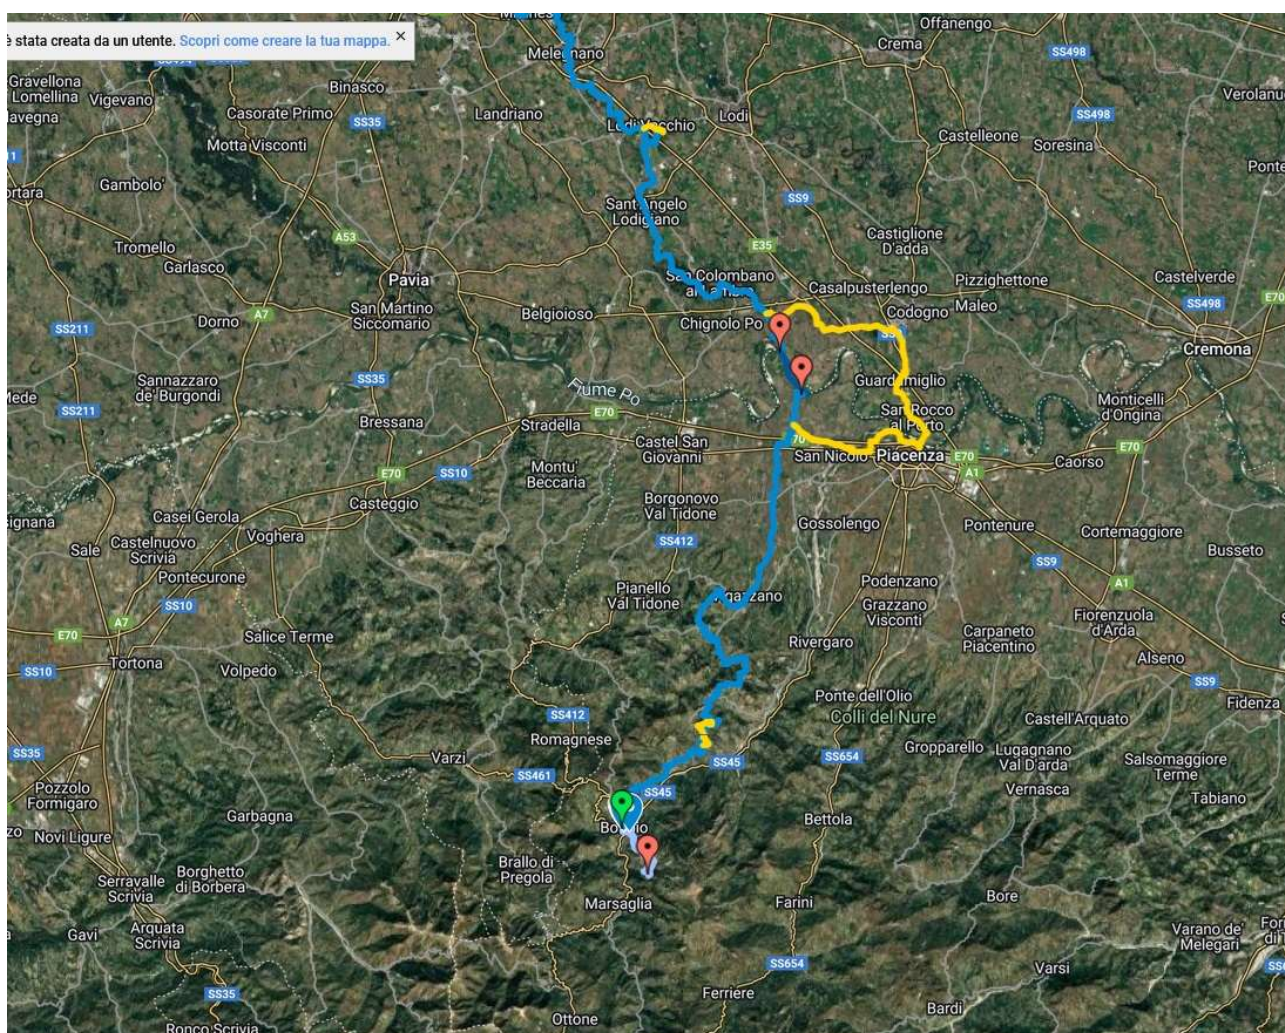 Offanengo
è stata creata da un utente. Scopri come creare la tua mappa. ×
Crema
SS498
Melegnano
Gravellona
Lomellina
Vigevano
Binasco
Verolanu
Casorate Primo
Landriano
Lodi
SS498
SS35
Lodi Vecchio
Castelleone
Motta Visconti
Soresina
Ponte
Gambolo'
SS9
Sant'Angelo
Lodigiano
Castiglione
D'adda
A53
E35
Tromello
Garlasco
Pavia
San Colombano
al Lambro
Pizzighettone
Castelverde
Casalpusterlengo
E70
San Martino
Siccomario
Belgioioso
Maleo
SS498
Codogno
SS211
Dorno
A7
Chignolo Po
Cremona
SS35
Fiume Po
Guardamiglio
Sannazzaro
de' Burgondi
Mede
Monticelli
d'Ongina
SS211
Bressana
E70
San Rocco
al Porto
Stradella
Castel San
Giovanni
San Nicolò
Piacenza
E70
E70
Caorso
Montu'
Beccaria
E70
SS10
A1
Casteggio
Borgonovo
Val Tidone
Casei Gerola
Gossolengo
Pontenure
Cortemaggiore
Voghera
SS412
Sale
Castelnuovo
Scrivia
Busseto
SS9
Pontecurone
Podenzano
A1
Pianello
Val Tidone
SS10
Grazzano
Visconti
Fiorenzuola
d'Arda
A7
E70
Salice Terme
Rivergaro
Carpaneto
Piacentino
Tortona
Volpedo
Alseno
SS10
SS9
Ponte dell'Olio
Fidenza
SS412
Colli del Nure
Castell'Arquato
Romagnese
SS35
Gropparello
Lugagnano
Val D'arda
Salsomaggiore
Terme
Varzi
SS45
SS654
SS461
Pozzolo
Formigaro
SS45
Vernasca
Tabiano
Garbagna
Bettola
Novi Ligure
Brallo di
Pregola
Borghetto
di Borbera
Serravalle
Scrivia
Bore
Marsaglia
Farini
Gavi
Arquata
Scrivia
Varano de'
Melegari
SS654
Varsi
SS35
Ferriere
Bardi
Ottone
Ronco Scrivia